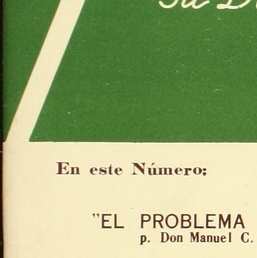 En este Número:
"EL PROBLEMA
p. Don Manuel C.